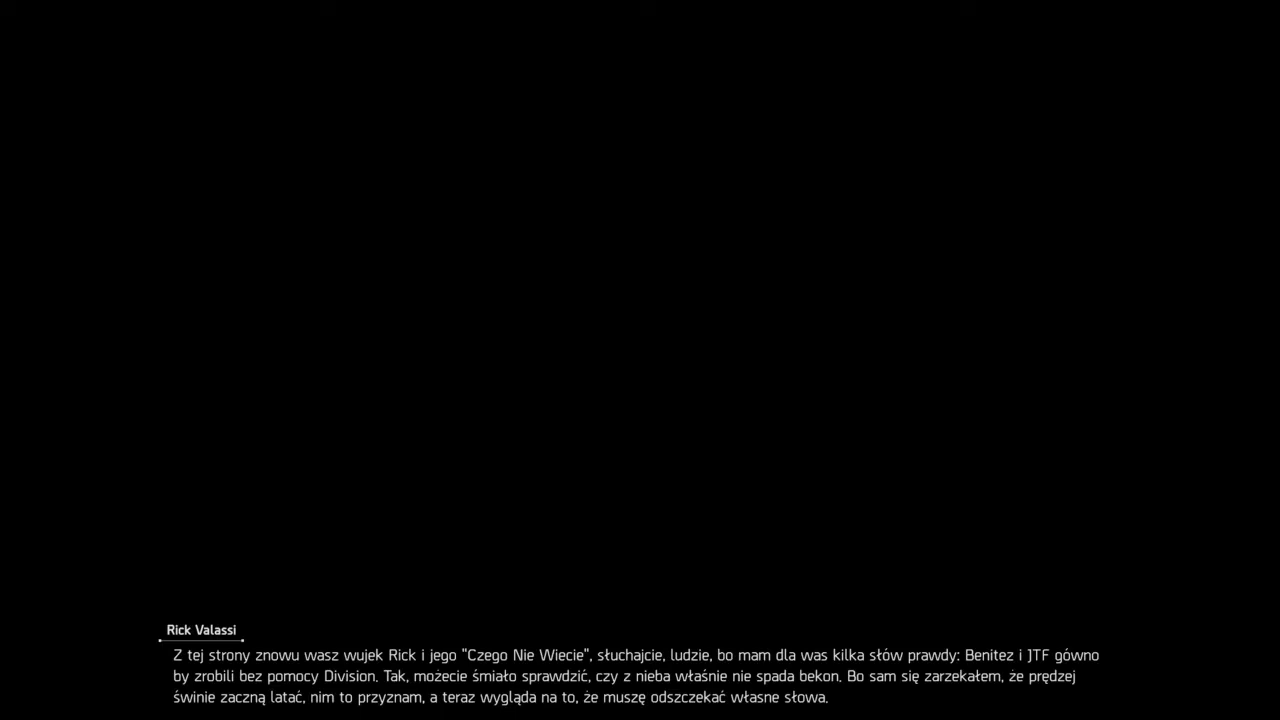 Rick Valassi
Z tej strony znowu wasz wujek Rick i jego "Czego Nie Wiecie", słuchajcie, ludzie, bo mam dla was kilka słów prawdy: Benitez i JTF gówno
by zrobili bez pomocy Division. Tak, możecie śmiało sprawdzić, czy z nieba właśnie nie spada bekon. Bo sam się zarzekałem, że prędzej
świnie zaczną latać, nim to przyznam, a teraz wygląda na to, że muszę odszczekać własne słowa.